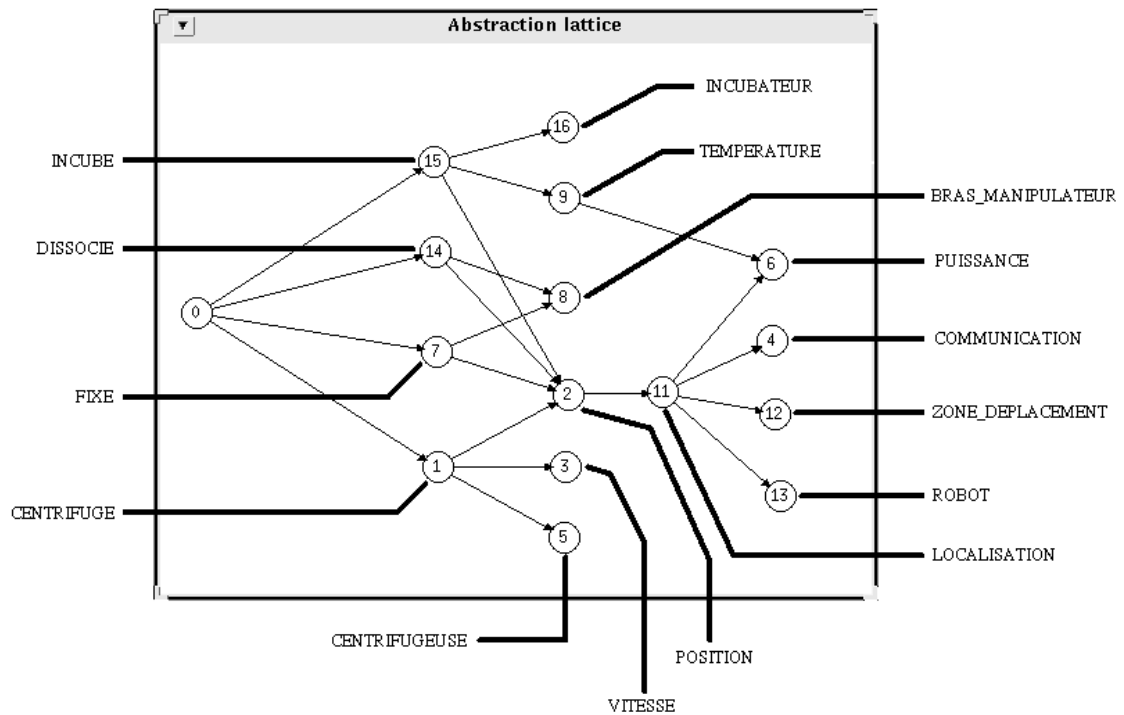 Abstraction lattice
INCUBATEUR
16
INCUBE
15
TEMPERATURE
9
BRAS_MANIPULATEUR
DISSOCIE
14
PUISSANCE
6
8
0
COMMUNICATION
4
7
FIXE
2
11
ZONE_DEPLACEMENT
12
1
3
ROBOT
13
CENTRIFUGE
5
LOCALISATION
CENTRIFUGEUSE
POSITION
VITESSE